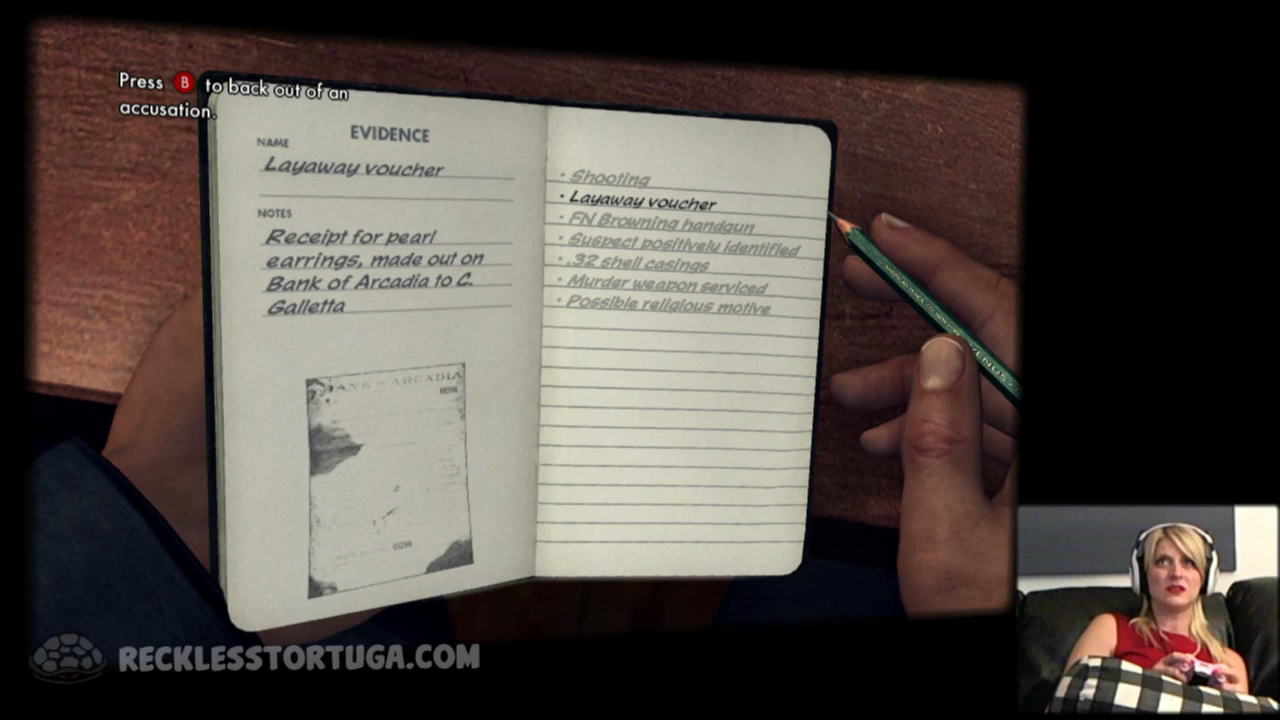 Press B to back out of an
accusation.
EVIDENCE
NAME
Layaway voucher
NOTES
Receipt for pearl
earrings, made out on
Bank of Arcadia to C.
Galletta
BANK OF ARCADIA
• Shooting
• Layaway voucher
• FN Browning handgun
• Suspect positively identified
• .32 shell casings
• Murder weapon serviced
• Possible religious motive
VENUS
RECKLESSTORTUGA.COM